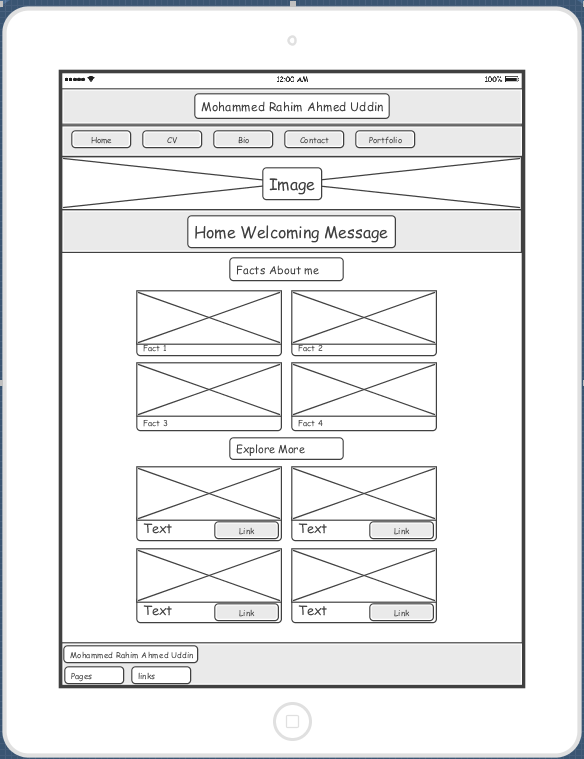 12:00 AM 100%
Mohammed Rahim Ahmed Uddin
Home CV Bio Contact Portfolio
Image
Home Welcoming Message
Facts About me
Fact 1 Fact 2
Fact 3 Fact 4
Explore More
Text Link Text Link
Text Link Text Link
Mohammed Rahim Ahmed Uddin
Pages links